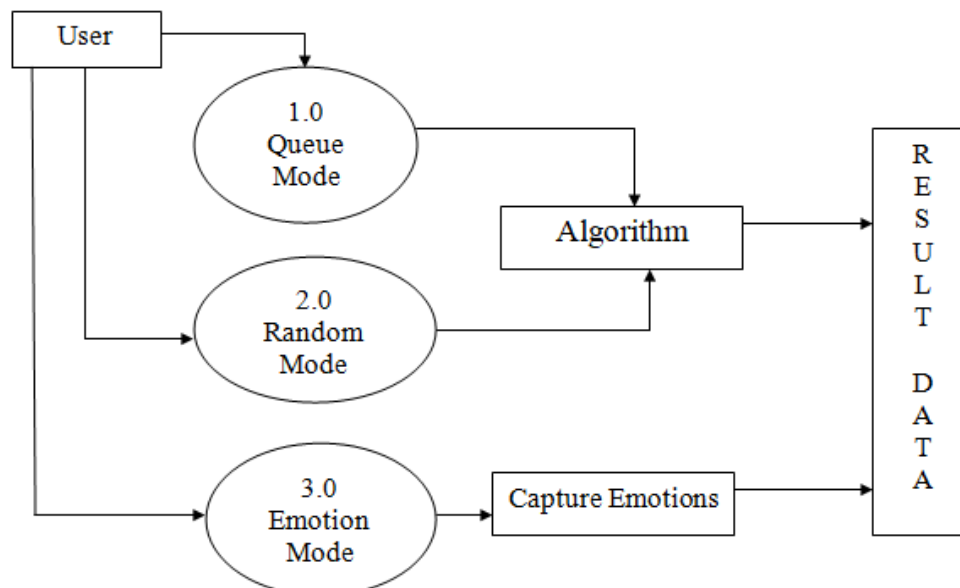 User
1.0
Queue
Mode
Algorithm
2.0
Random
Mode
3.0
Emotion
Mode
Capture Emotions
R
E
S
U
L
T
D
A
T
A